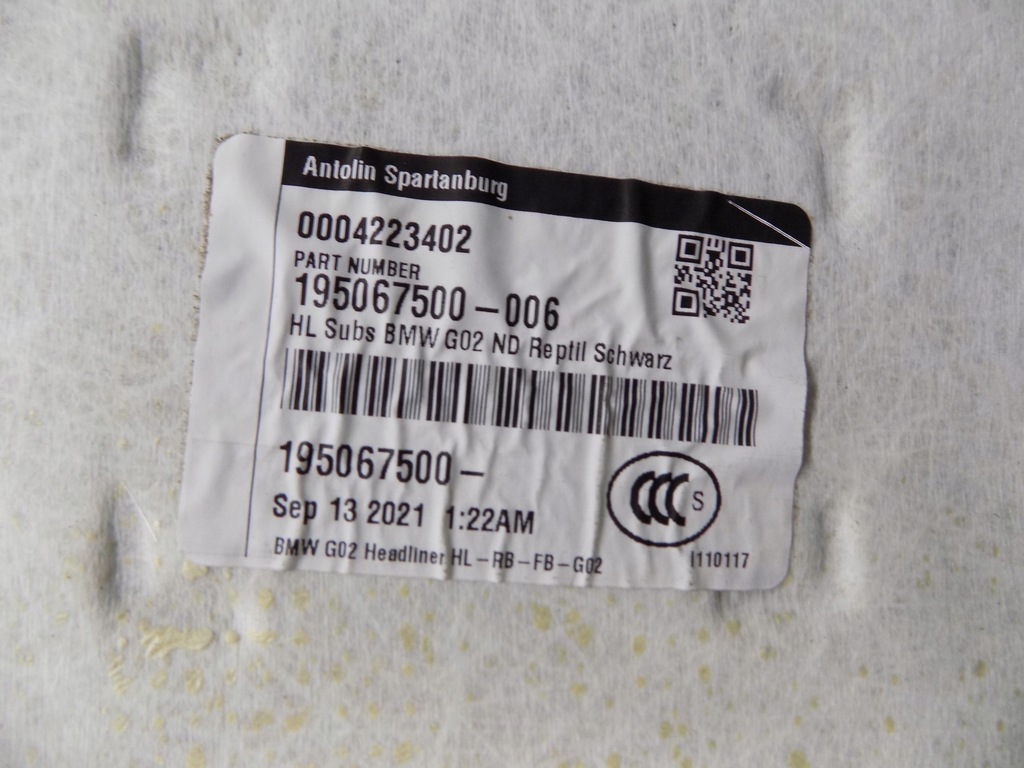 Antolin Spartanburg
0004223402
PART NUMBER
195067500-006
HL Subs BMW G02 ND Reptil Schwarz
195067500-
Sep 13 2021 1:22AM
CCC S
BMW G02 Headliner HL-RB-FB-G02
I110117